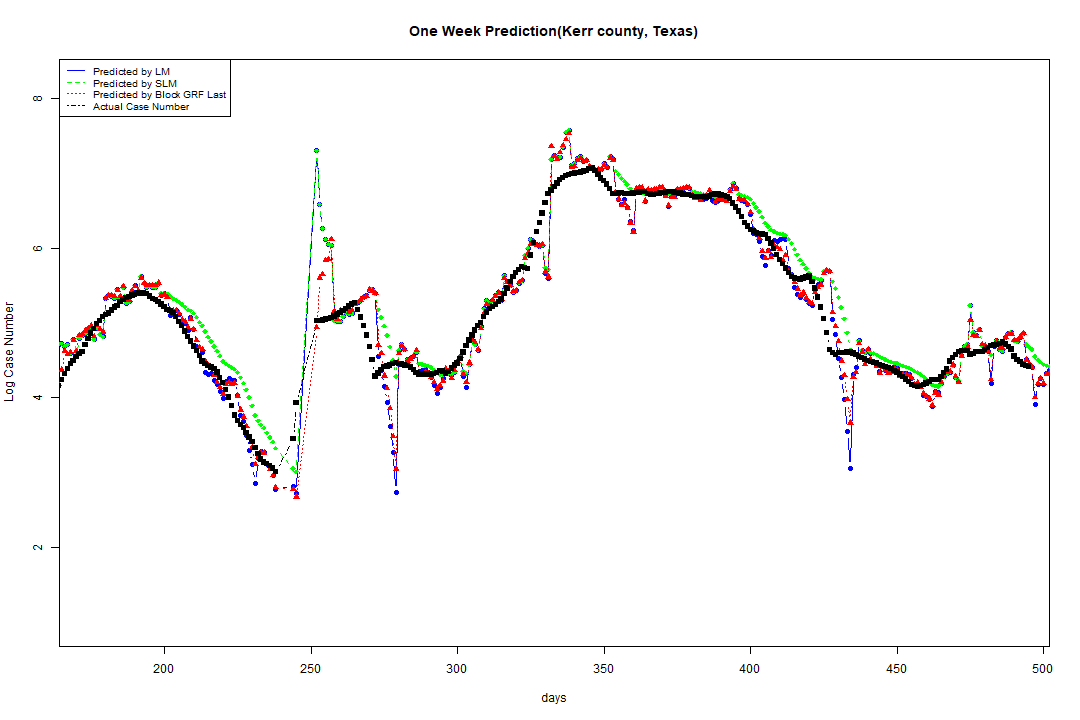 One Week Prediction(Kerr county, Texas)
Predicted by LM
Predicted by SLM
Predicted by Block GRF Last
Actual Case Number
8
6
4
2
Log Case Number
200 250 300 350 400 450 500
days